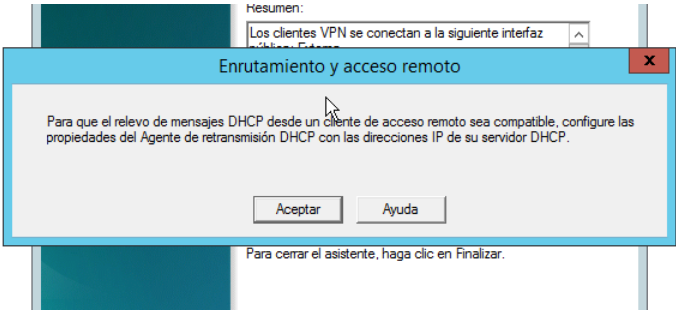 Resumen:
Los clientes VPN se conectan a la siguiente interfaz
Enrutamiento y acceso remoto
x
Para que el relevo de mensajes DHCP desde un cliente de acceso remoto sea compatible, configure las
propiedades del Agente de retransmisión DHCP con las direcciones IP de su servidor DHCP.
Aceptar
Ayuda
Para cerrar el asistente, haga clic en Finalizar.